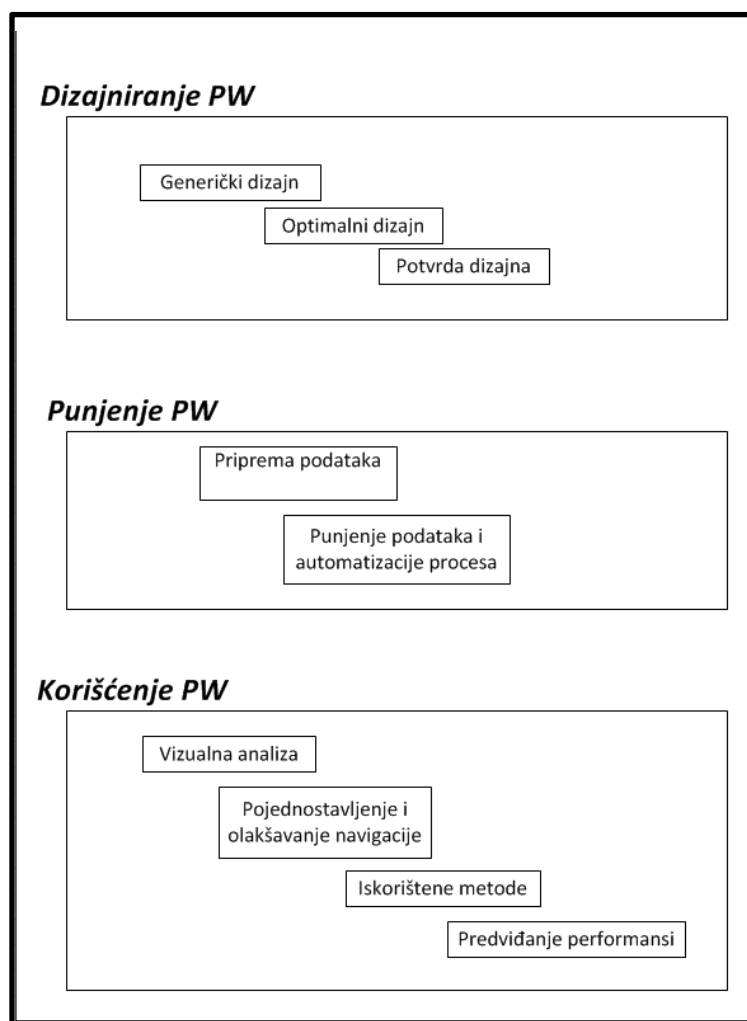 Dizajniranje PW
Generički dizajn
Optimalni dizajn
Potvrda dizajna
Punjenje PW
Priprema podataka
Punjenje podataka i
automatizacije procesa
Korišćenje PW
Vizualna analiza
Pojednostavljenje i
olakšavanje navigacije
Iskorištene metode
Predviđanje performansi